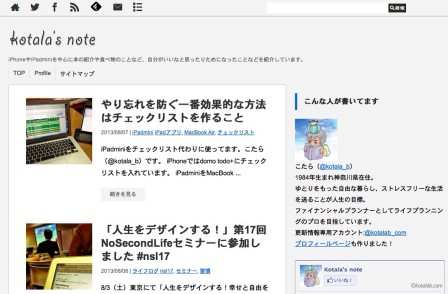 検索
kotala's note
iPhoneやiPadminiを中心に本の紹介や食べ物のことなど、自分がいいなと思ったりためになったことなどを紹介しています。
TOP Profile サイトマップ
やり忘れを防ぐ一番効果的な方法
はチェックリストを作ること
2013/08/07 | iPadmini iPadアプリ, MacBook Air, チェックリスト
iPadminiをチェックリスト代わりに使ってます。こたら
（@kotala_b）です。 iPhoneではdomo todo+にチェッ
クリストを入れています。 iPadminiにMacBook ...
続きを見る
「人生をデザインする！」第17回
NoSecondLifeセミナーに参加し
ました #nsl17
2013/08/06 | ライフログ nsl17, セミナー, 習慣
8/3（土）東京にて「人生をデザインする！幸せと自由を
こんな人が書いてます
こたら（@kotala_b）
1984年生まれ神奈川県在住。
ゆとりをもった自由な暮らし、ストレスフリーな生活
を送ることが人生の目標。
ファイナンシャルプランナーとしてライフプランニン
グのプロを目指しています。
更新情報専用アカウント:@kotalab_com
プロフィールページも作りました！
Kotala's note
いいね！
©Kotalab.com